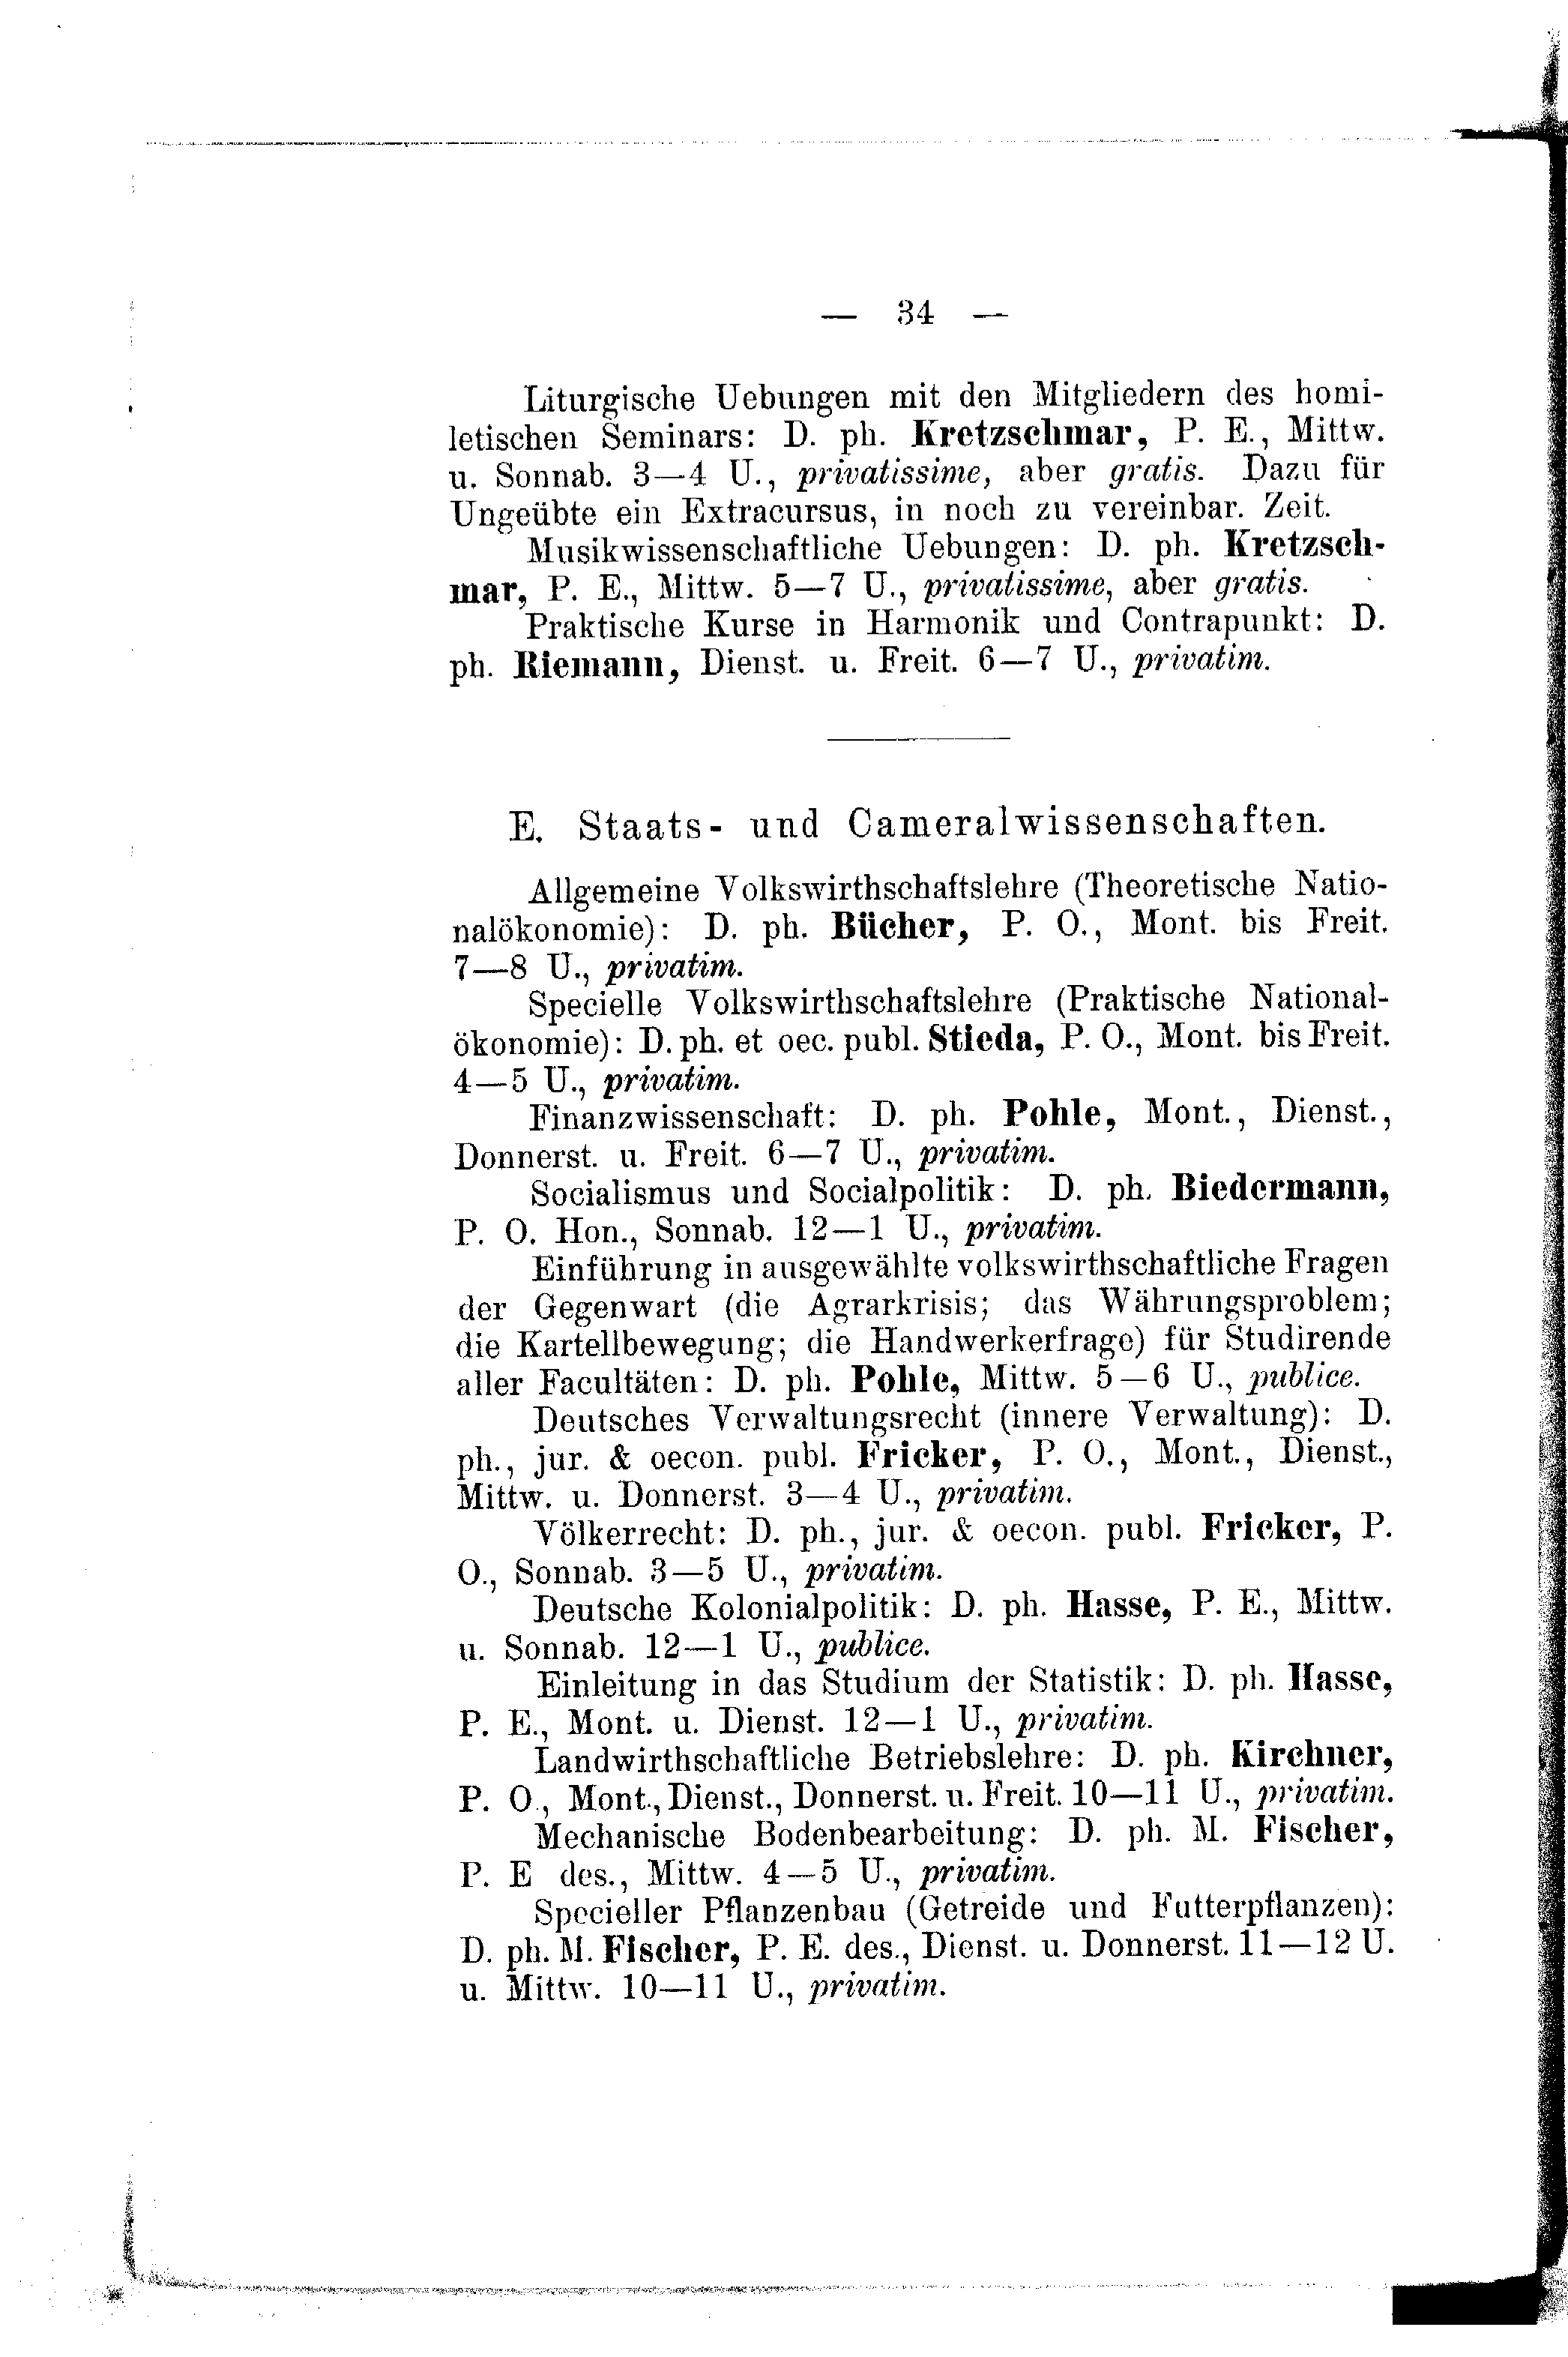 — 34 —
Liturgische Uebungen mit den Mitgliedern des homi-
letischen Seminars: D. ph. Kretzschmar, P. E., Mittw.
u. Sonnab. 3—4 U., privatissime, aber gratis. Dazu für
Ungeübte ein Extracursus, in noch zu vereinbar. Zeit.
Musikwissenschaftliche Uebungen: D. ph. Kretzsch-
mar, P. E., Mittw. 5—7 U., privatissime, aber gratis.
Praktische Kurse in Harmonik und Contrapunkt: D.
ph. Riemann, Dienst. u. Freit. 6—7 U., privatim.
E. Staats- und Cameralwissenschaften.
Allgemeine Volkswirthschaftslehre (Theoretische Natio-
nalökonomie): D. ph. Bücher, P. O., Mont. bis Freit.
7—8 U., privatim.
Specielle Volkswirthschaftslehre (Praktische National-
ökonomie): D. ph. et oec. publ. Stieda, P. O., Mont. bis Freit.
4—5 U., privatim.
Finanzwissenschaft: D. ph. Pohle, Mont., Dienst.,
Donnerst. u. Freit. 6—7 U., privatim.
Socialismus und Socialpolitik: D. ph. Biedermann,
P. O. Hon., Sonnab. 12—1 U., privatim.
Einführung in ausgewählte volkswirthschaftliche Fragen
der Gegenwart (die Agrarkrisis; das Währungsproblem;
die Kartellbewegung; die Handwerkerfrage) für Studirende
aller Facultäten: D. ph. Pohle, Mittw. 5—6 U., publice.
Deutsches Verwaltungsrecht (innere Verwaltung): D.
ph., jur. & oecon. publ. Fricker, P. O., Mont., Dienst.,
Mittw. u. Donnerst. 3—4 U., privatim.
Völkerrecht: D. ph., jur. & oecon. publ. Fricker, P.
O., Sonnab. 3—5 U., privatim.
Deutsche Kolonialpolitik: D. ph. Hasse, P. E., Mittw.
u. Sonnab. 12—1 U., publice.
Einleitung in das Studium der Statistik: D. ph. Hasse,
P. E., Mont. u. Dienst. 12—1 U., privatim.
Landwirthschaftliche Betriebslehre: D. ph. Kirchner,
P. O., Mont., Dienst., Donnerst. u. Freit. 10—11 U., privatim.
Mechanische Bodenbearbeitung: D. ph. M. Fischer,
P. E des., Mittw. 4—5 U., privatim.
Specieller Pflanzenbau (Getreide und Futterpflanzen):
D. ph. M. Fischer, P. E. des., Dienst. u. Donnerst. 11—12 U.
u. Mittw. 10—11 U., privatim.